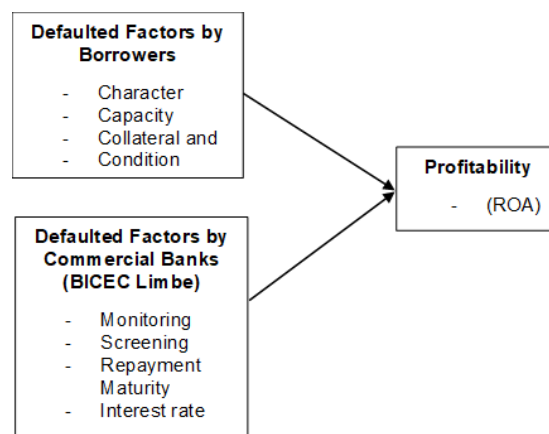 Defaulted Factors by
Borrowers
- Character
- Capacity
- Collateral and
- Condition
Profitability
- (ROA)
Defaulted Factors by
Commercial Banks
(BICEC Limbe)
- Monitoring
- Screening
- Repayment
Maturity
- Interest rate